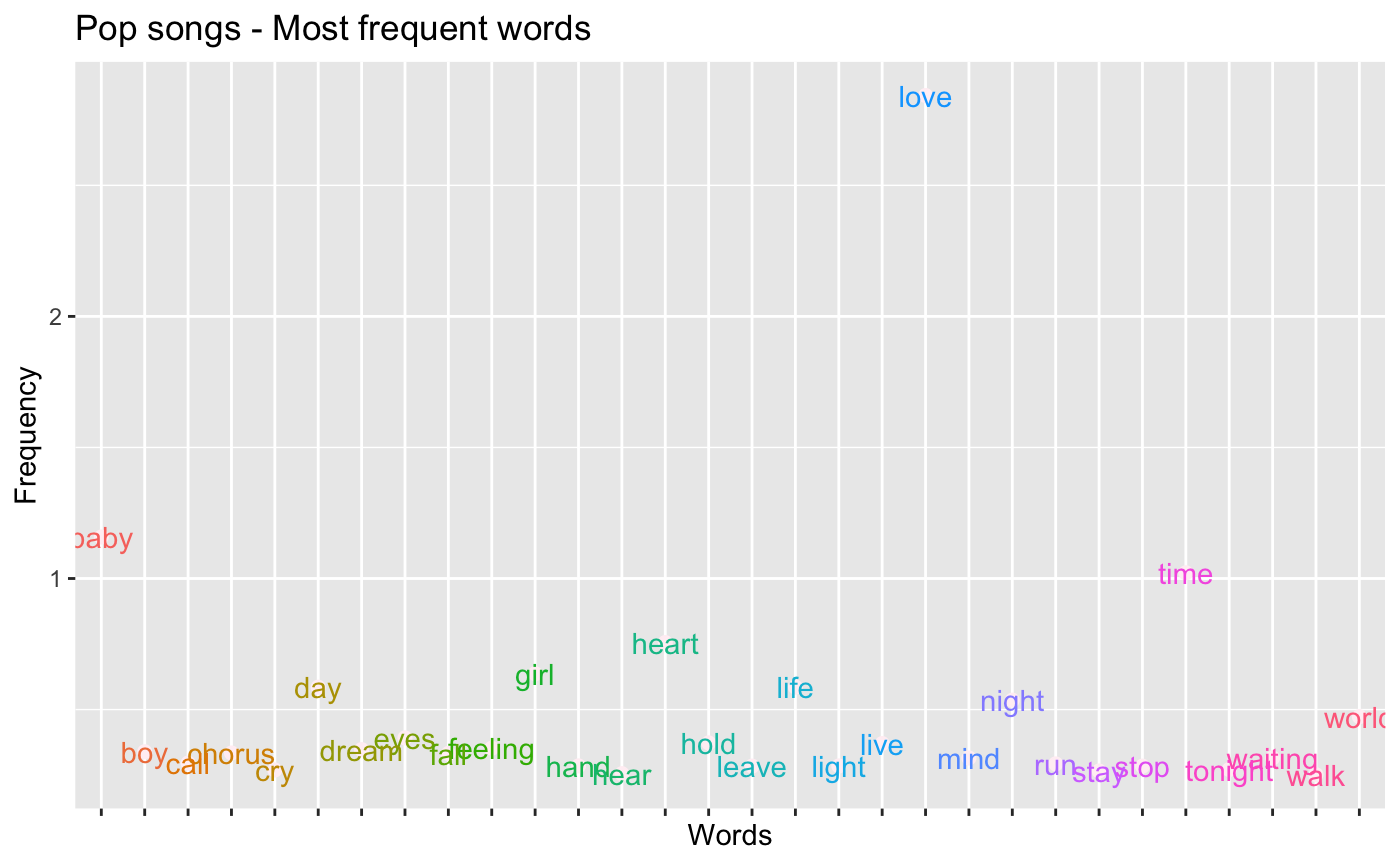 Pop songs - Most frequent words
love
2
Frequency
baby
1
time
heart
girl
day
life
night
world
boy
call
chorus
cry
dream
eyes
fall
feeling
hand
hear
hold
leave
light
live
mind
run
stay
stop
tonight
waiting
walk
Words